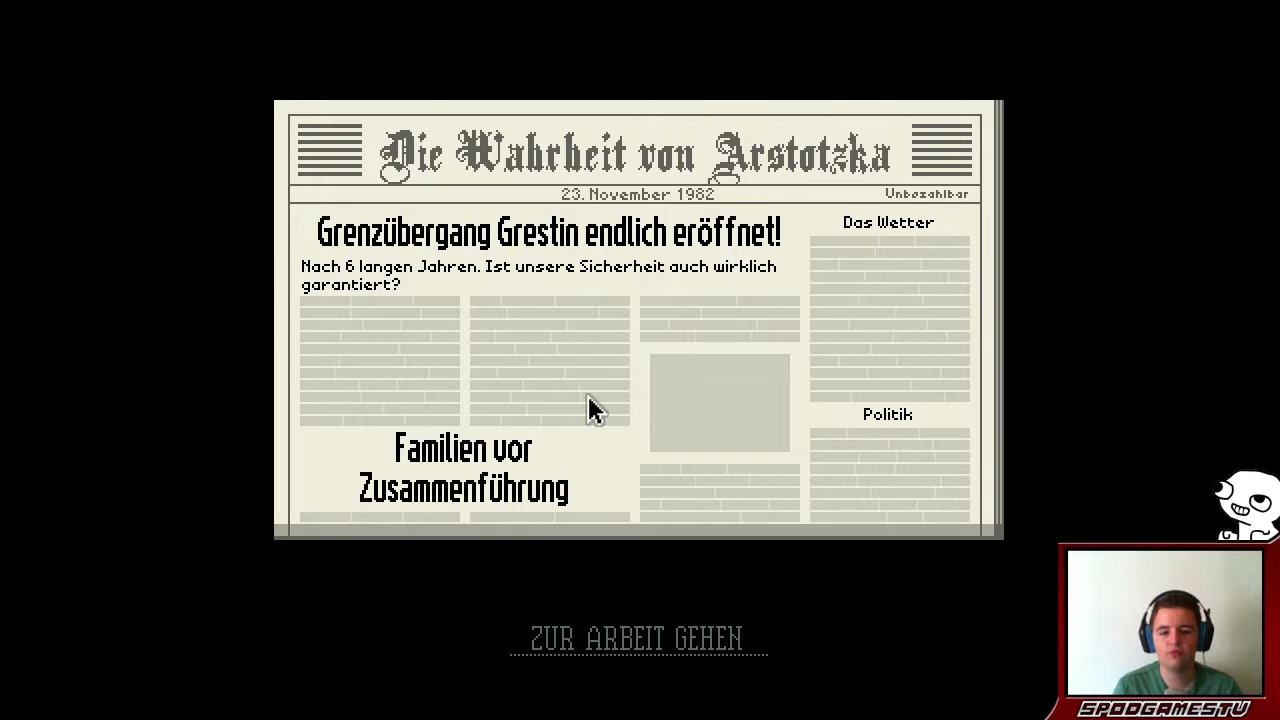 Die Wahrheit von Arstotzka
23. November 1982
Unbezahlbar
Grenzübergang Grestin endlich eröffnet!
Das Wetter
Nach 6 langen Jahren. Ist unsere Sicherheit auch wirklich
garantiert?
Politik
Familien vor
Zusammenführung
ZUR ARBEIT GEHEN
SPODGAMESTV